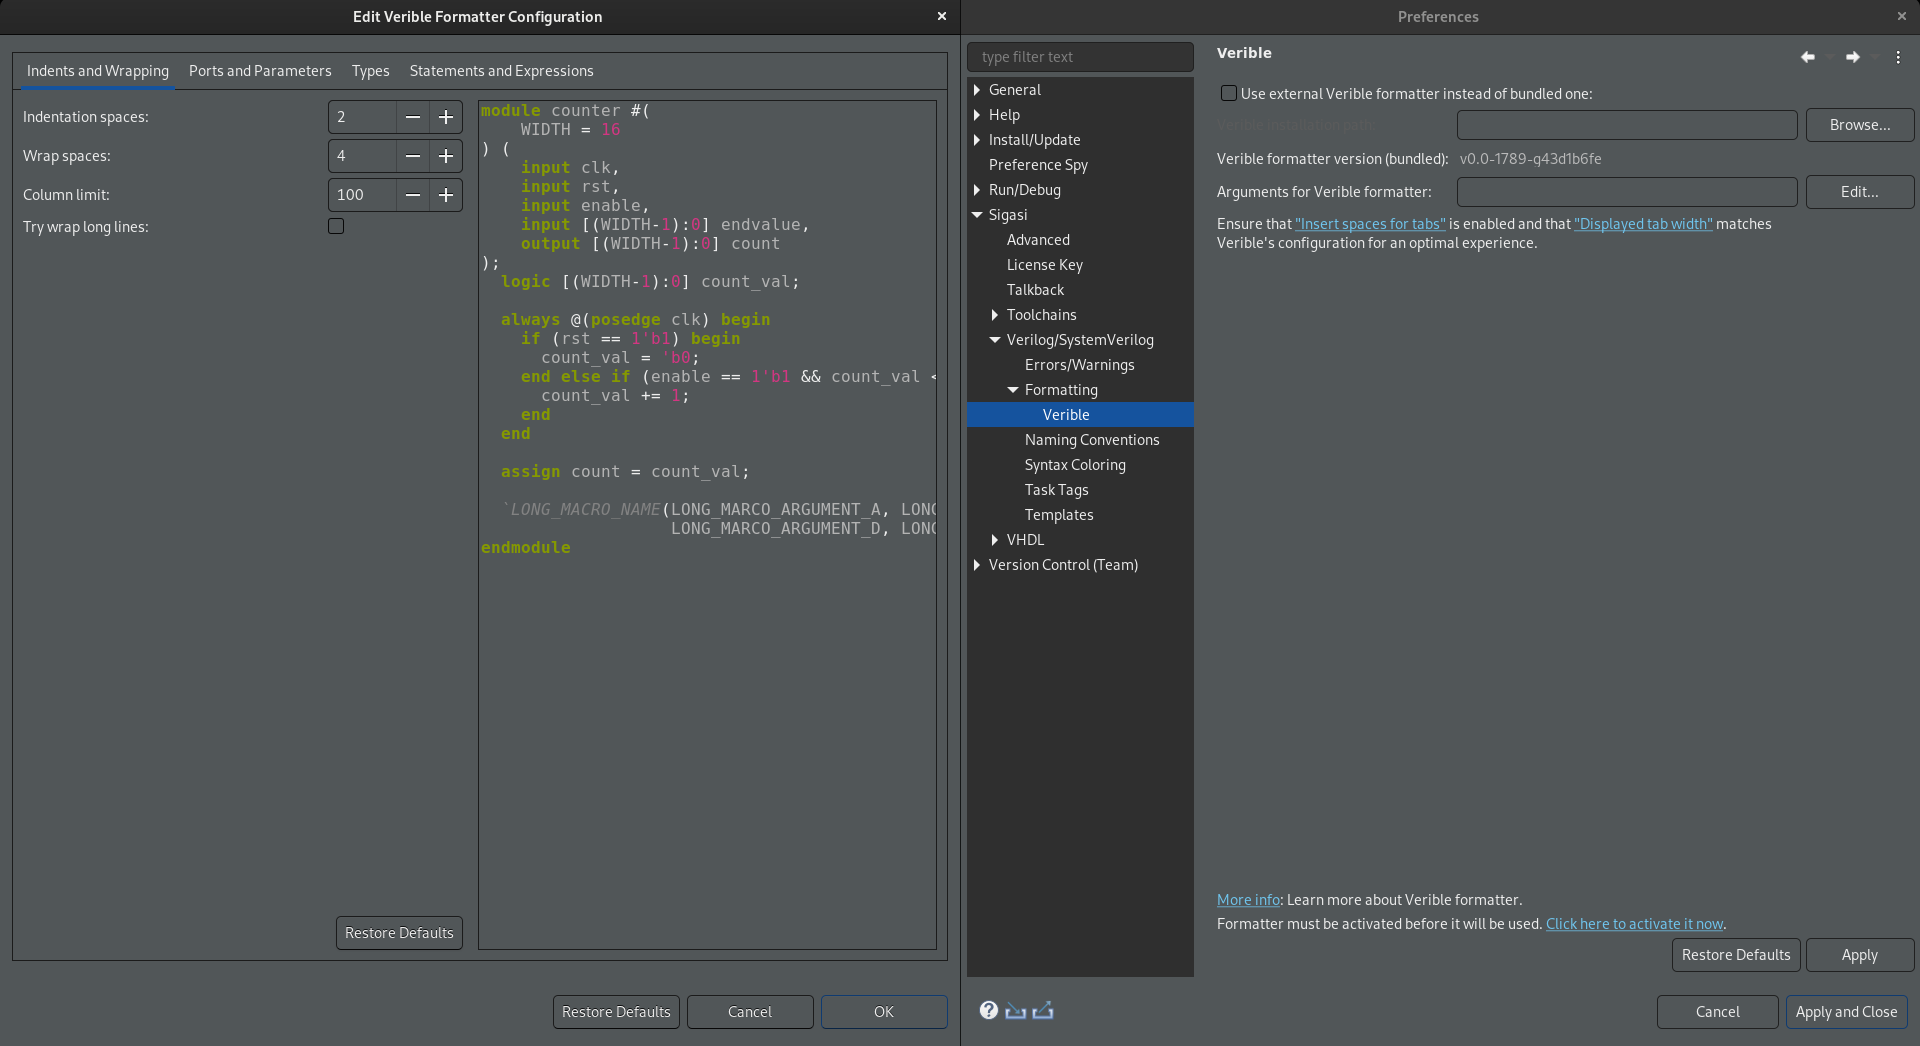 Edit Verible Formatter Configuration
Indents and Wrapping Ports and Parameters Types Statements and Expressions
Indentation spaces: 2
Wrap spaces: 4
Column limit: 100
Try wrap long lines:
module counter #(
WIDTH = 16
) (
input clk,
input rst,
input enable,
input [(WIDTH-1):0] endvalue,
output [(WIDTH-1):0] count
);
logic [(WIDTH-1):0] count_val;
always @(posedge clk) begin
if (rst == 1'b1) begin
count_val = 'b0;
end else if (enable == 1'b1 && count_val <
count_val += 1;
end
end
assign count = count_val;
`LONG_MACRO_NAME(LONG_MARCO_ARGUMENT_A, LONG
LONG_MARCO_ARGUMENT_D, LONG
endmodule
Restore Defaults
Restore Defaults Cancel OK
Preferences
type filter text
General
Help
Install/Update
Preference Spy
Run/Debug
Sigasi
Advanced
License Key
Talkback
Toolchains
Verilog/SystemVerilog
Errors/Warnings
Formatting
Verible
Naming Conventions
Syntax Coloring
Task Tags
Templates
VHDL
Version Control (Team)
Verible
Use external Verible formatter instead of bundled one:
Verible installation path: Browse...
Verible formatter version (bundled): v0.0-1789-g43d1b6fe
Arguments for Verible formatter: Edit...
Ensure that "Insert spaces for tabs" is enabled and that "Displayed tab width" matches
Verible's configuration for an optimal experience.
More info: Learn more about Verible formatter.
Formatter must be activated before it will be used. Click here to activate it now.
Restore Defaults Apply
Cancel Apply and Close